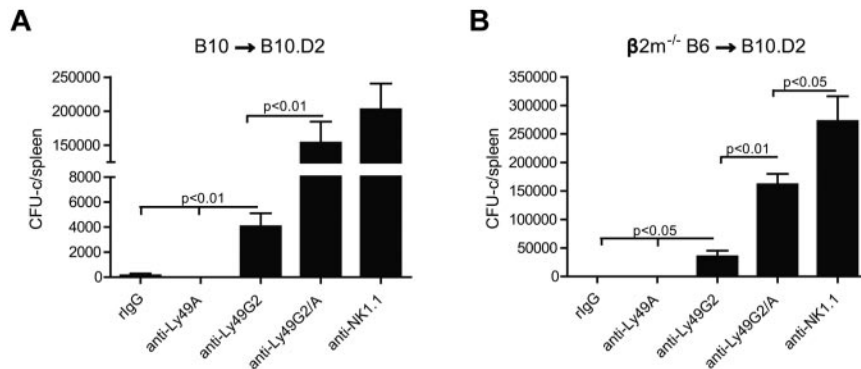 A
B10 → B10.D2
250000
200000
150000
8000
6000
4000
2000
0
CFU-c/spleen
p<0.01
p<0.01
rIgG
anti-Ly49A
anti-Ly49G2
anti-Ly49G2/A
anti-NK1.1
B
β2m-/- B6 → B10.D2
350000
300000
250000
200000
150000
100000
50000
0
CFU-c/spleen
p<0.05
p<0.01
p<0.05
rIgG
anti-Ly49A
anti-Ly49G2
anti-Ly49G2/A
anti-NK1.1